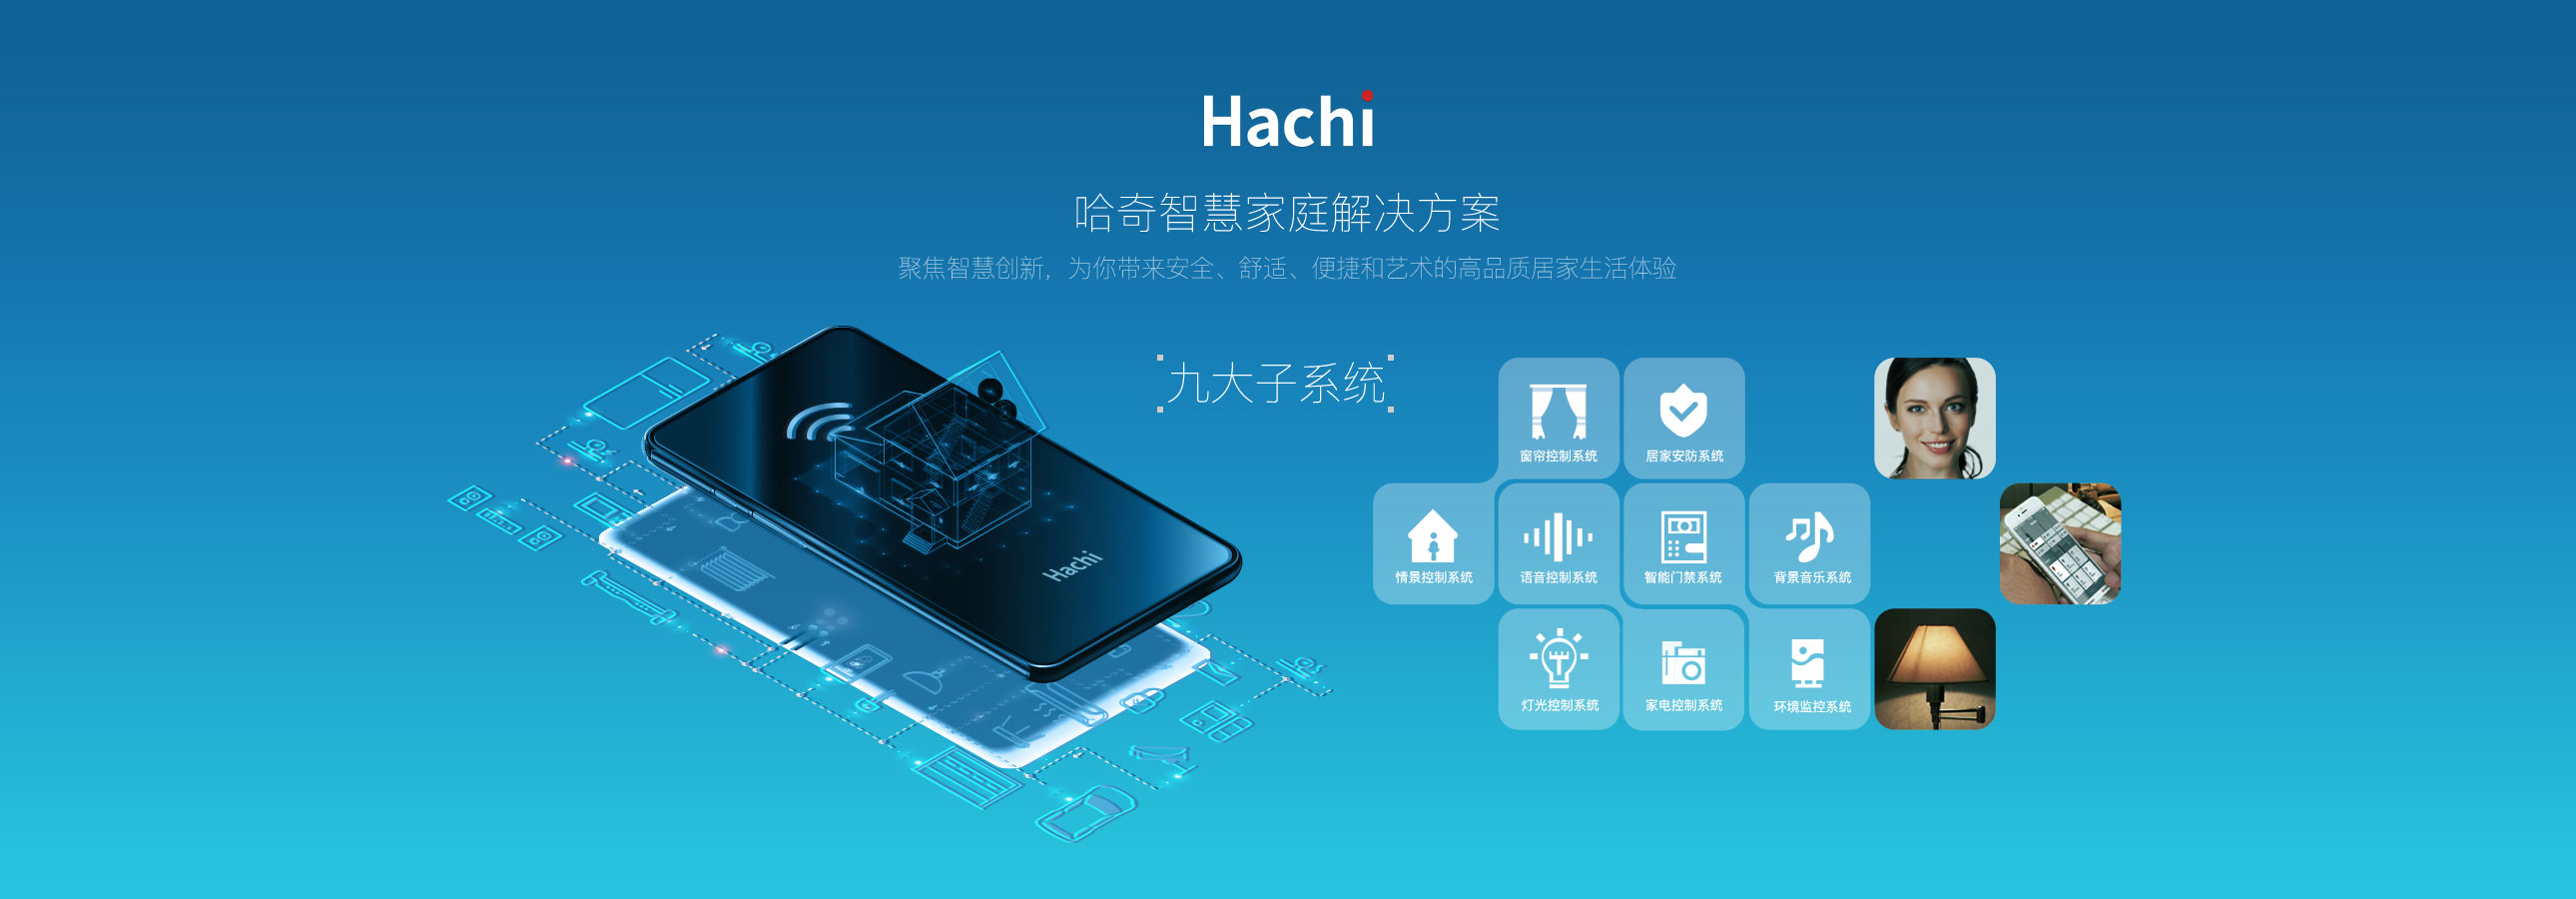 Hachi
哈奇智慧家庭解决方案
聚焦智慧创新，为你带来安全、舒适、便捷和艺术的高品质居家生活体验
九大子系统
窗帘控制系统
居家安防系统
情景控制系统
语音控制系统
智能门禁系统
背景音乐系统
灯光控制系统
家电控制系统
环境监控系统
Hachi